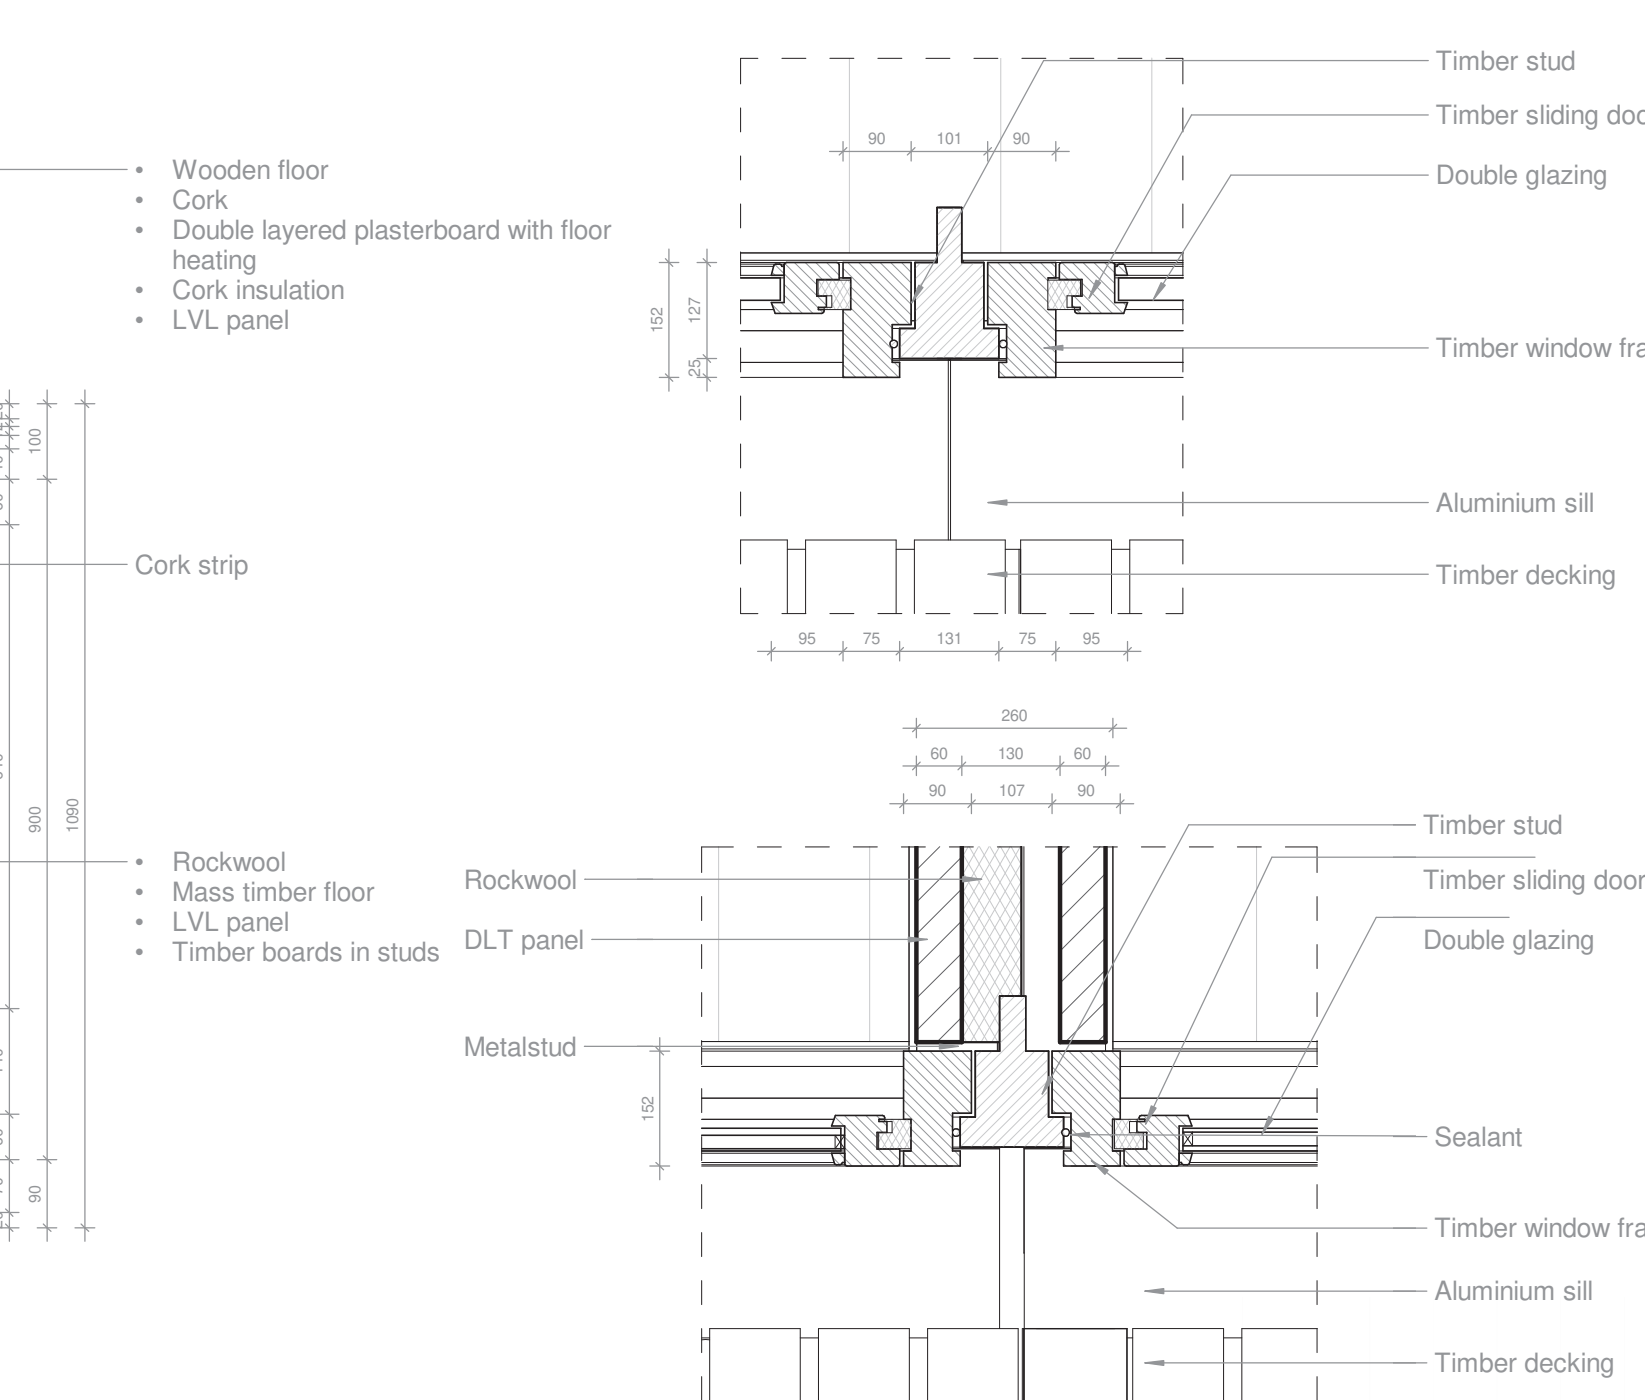 • Wooden floor
• Cork
• Double layered plasterboard with floor
heating
• Cork insulation
• LVL panel
100
900
1090
90
Cork strip
• Rockwool
• Mass timber floor
• LVL panel
• Timber boards in studs
Timber stud
Timber sliding
Double glazing
Timber window
Aluminium sill
Timber decking
90 101 90
152
127
25
95 75 131 75 95
260
60 130 60
90 107 90
Rockwool
DLT panel
Metalstud
152
Timber stud
Timber sliding door
Double glazing
Sealant
Timber window
Aluminium sill
Timber decking